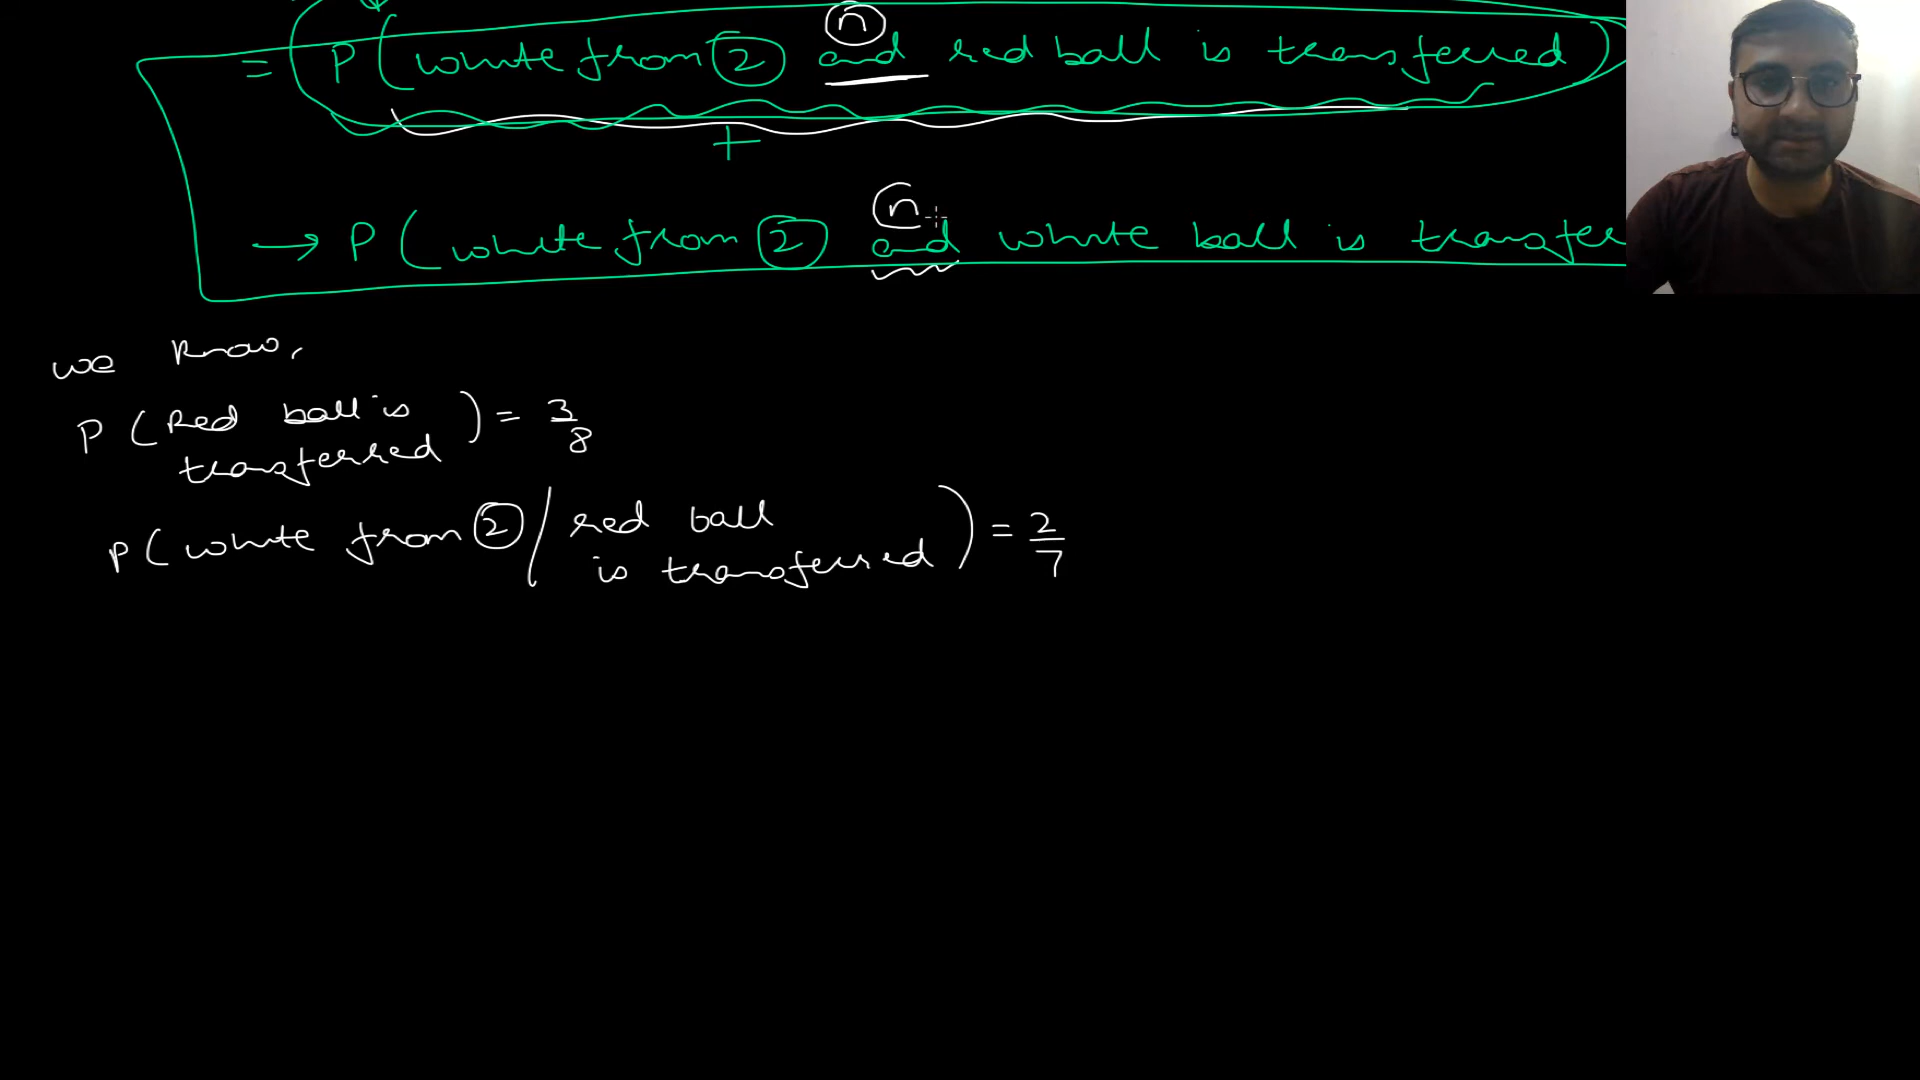 ∩
= P ( white from ② and red ball is transferred )
+
∩
→ P ( white from ② and white ball is transfer
we know,
P ( Red ball is transferred ) = 3/8
P ( white from ② / red ball is transferred ) = 2/7